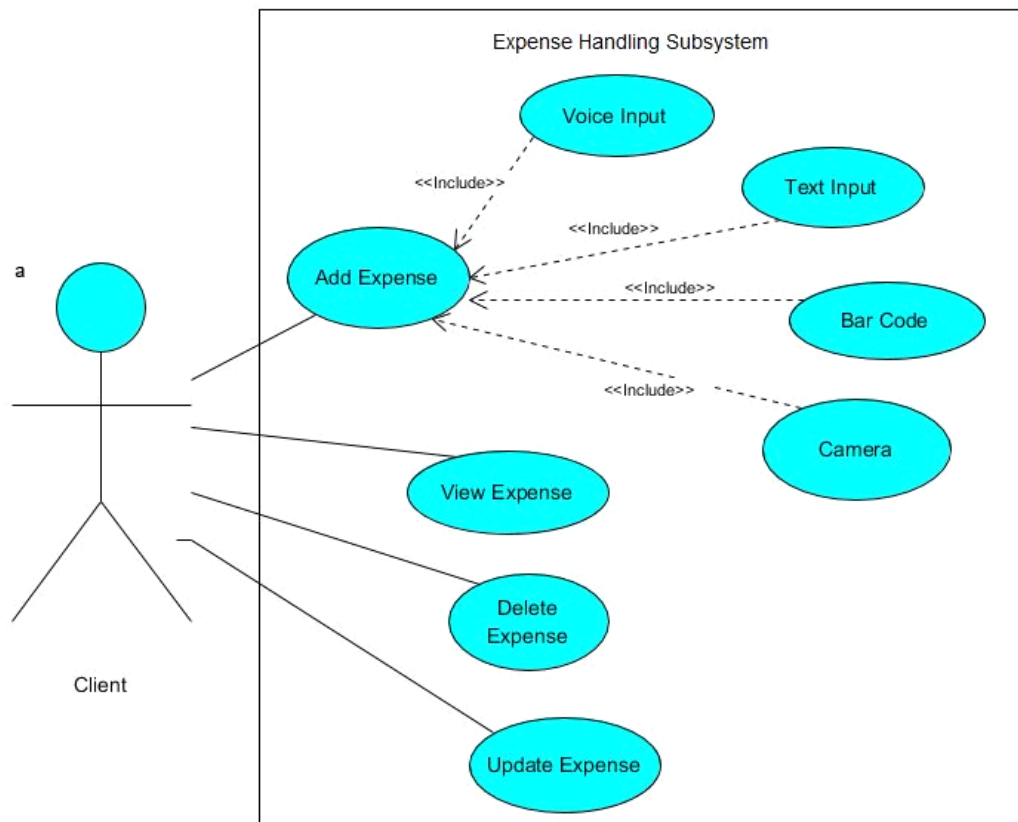 Expense Handling Subsystem
Voice Input
<<Include>>
Text Input
<<Include>>
Add Expense
a
<<Include>>
Bar Code
<<Include>>
Camera
View Expense
Delete
Expense
Client
Update Expense